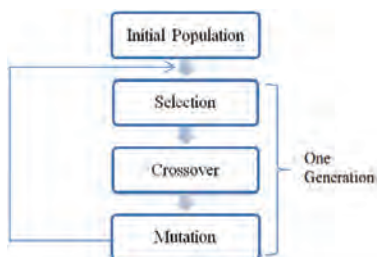 Initial Population
Selection
Crossover
One
Generation
Mutation